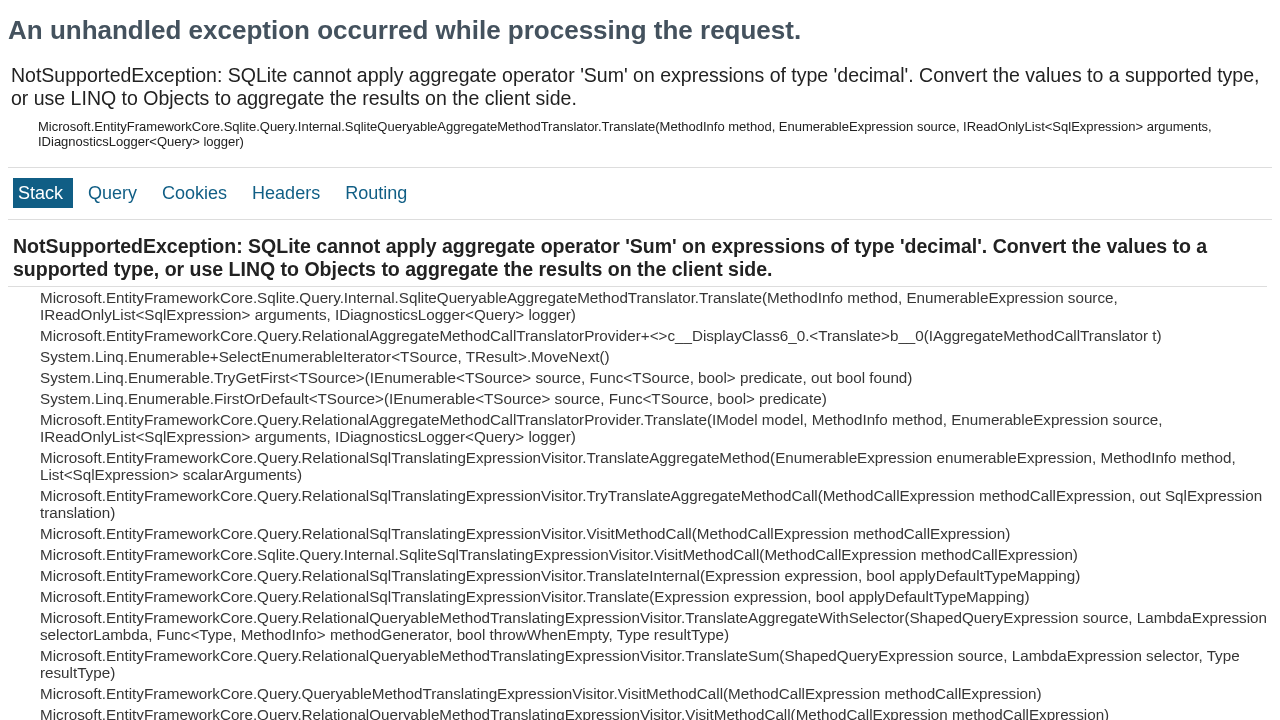 An unhandled exception occurred while processing the request.
NotSupportedException: SQLite cannot apply aggregate operator 'Sum' on expressions of type 'decimal'. Convert the values to a supported type,
or use LINQ to Objects to aggregate the results on the client side.
Microsoft.EntityFrameworkCore.Sqlite.Query.Internal.SqliteQueryableAggregateMethodTranslator.Translate(MethodInfo method, EnumerableExpression source, IReadOnlyList<SqlExpression> arguments,
IDiagnosticsLogger<Query> logger)
Stack Query Cookies Headers Routing
NotSupportedException: SQLite cannot apply aggregate operator 'Sum' on expressions of type 'decimal'. Convert the values to a
supported type, or use LINQ to Objects to aggregate the results on the client side.
Microsoft.EntityFrameworkCore.Sqlite.Query.Internal.SqliteQueryableAggregateMethodTranslator.Translate(MethodInfo method, EnumerableExpression source,
IReadOnlyList<SqlExpression> arguments, IDiagnosticsLogger<Query> logger)
Microsoft.EntityFrameworkCore.Query.RelationalAggregateMethodCallTranslatorProvider+<>c__DisplayClass6_0.<Translate>b__0(IAggregateMethodCallTranslator t)
System.Linq.Enumerable+SelectEnumerableIterator<TSource, TResult>.MoveNext()
System.Linq.Enumerable.TryGetFirst<TSource>(IEnumerable<TSource> source, Func<TSource, bool> predicate, out bool found)
System.Linq.Enumerable.FirstOrDefault<TSource>(IEnumerable<TSource> source, Func<TSource, bool> predicate)
Microsoft.EntityFrameworkCore.Query.RelationalAggregateMethodCallTranslatorProvider.Translate(IModel model, MethodInfo method, EnumerableExpression source,
IReadOnlyList<SqlExpression> arguments, IDiagnosticsLogger<Query> logger)
Microsoft.EntityFrameworkCore.Query.RelationalSqlTranslatingExpressionVisitor.TranslateAggregateMethod(EnumerableExpression enumerableExpression, MethodInfo method,
List<SqlExpression> scalarArguments)
Microsoft.EntityFrameworkCore.Query.RelationalSqlTranslatingExpressionVisitor.TryTranslateAggregateMethodCall(MethodCallExpression methodCallExpression, out SqlExpression
translation)
Microsoft.EntityFrameworkCore.Query.RelationalSqlTranslatingExpressionVisitor.VisitMethodCall(MethodCallExpression methodCallExpression)
Microsoft.EntityFrameworkCore.Sqlite.Query.Internal.SqliteSqlTranslatingExpressionVisitor.VisitMethodCall(MethodCallExpression methodCallExpression)
Microsoft.EntityFrameworkCore.Query.RelationalSqlTranslatingExpressionVisitor.TranslateInternal(Expression expression, bool applyDefaultTypeMapping)
Microsoft.EntityFrameworkCore.Query.RelationalSqlTranslatingExpressionVisitor.Translate(Expression expression, bool applyDefaultTypeMapping)
Microsoft.EntityFrameworkCore.Query.RelationalQueryableMethodTranslatingExpressionVisitor.TranslateAggregateWithSelector(ShapedQueryExpression source, LambdaExpression
selectorLambda, Func<Type, MethodInfo> methodGenerator, bool throwWhenEmpty, Type resultType)
Microsoft.EntityFrameworkCore.Query.RelationalQueryableMethodTranslatingExpressionVisitor.TranslateSum(ShapedQueryExpression source, LambdaExpression selector, Type
resultType)
Microsoft.EntityFrameworkCore.Query.QueryableMethodTranslatingExpressionVisitor.VisitMethodCall(MethodCallExpression methodCallExpression)
Microsoft.EntityFrameworkCore.Query.RelationalQueryableMethodTranslatingExpressionVisitor.VisitMethodCall(MethodCallExpression methodCallExpression)